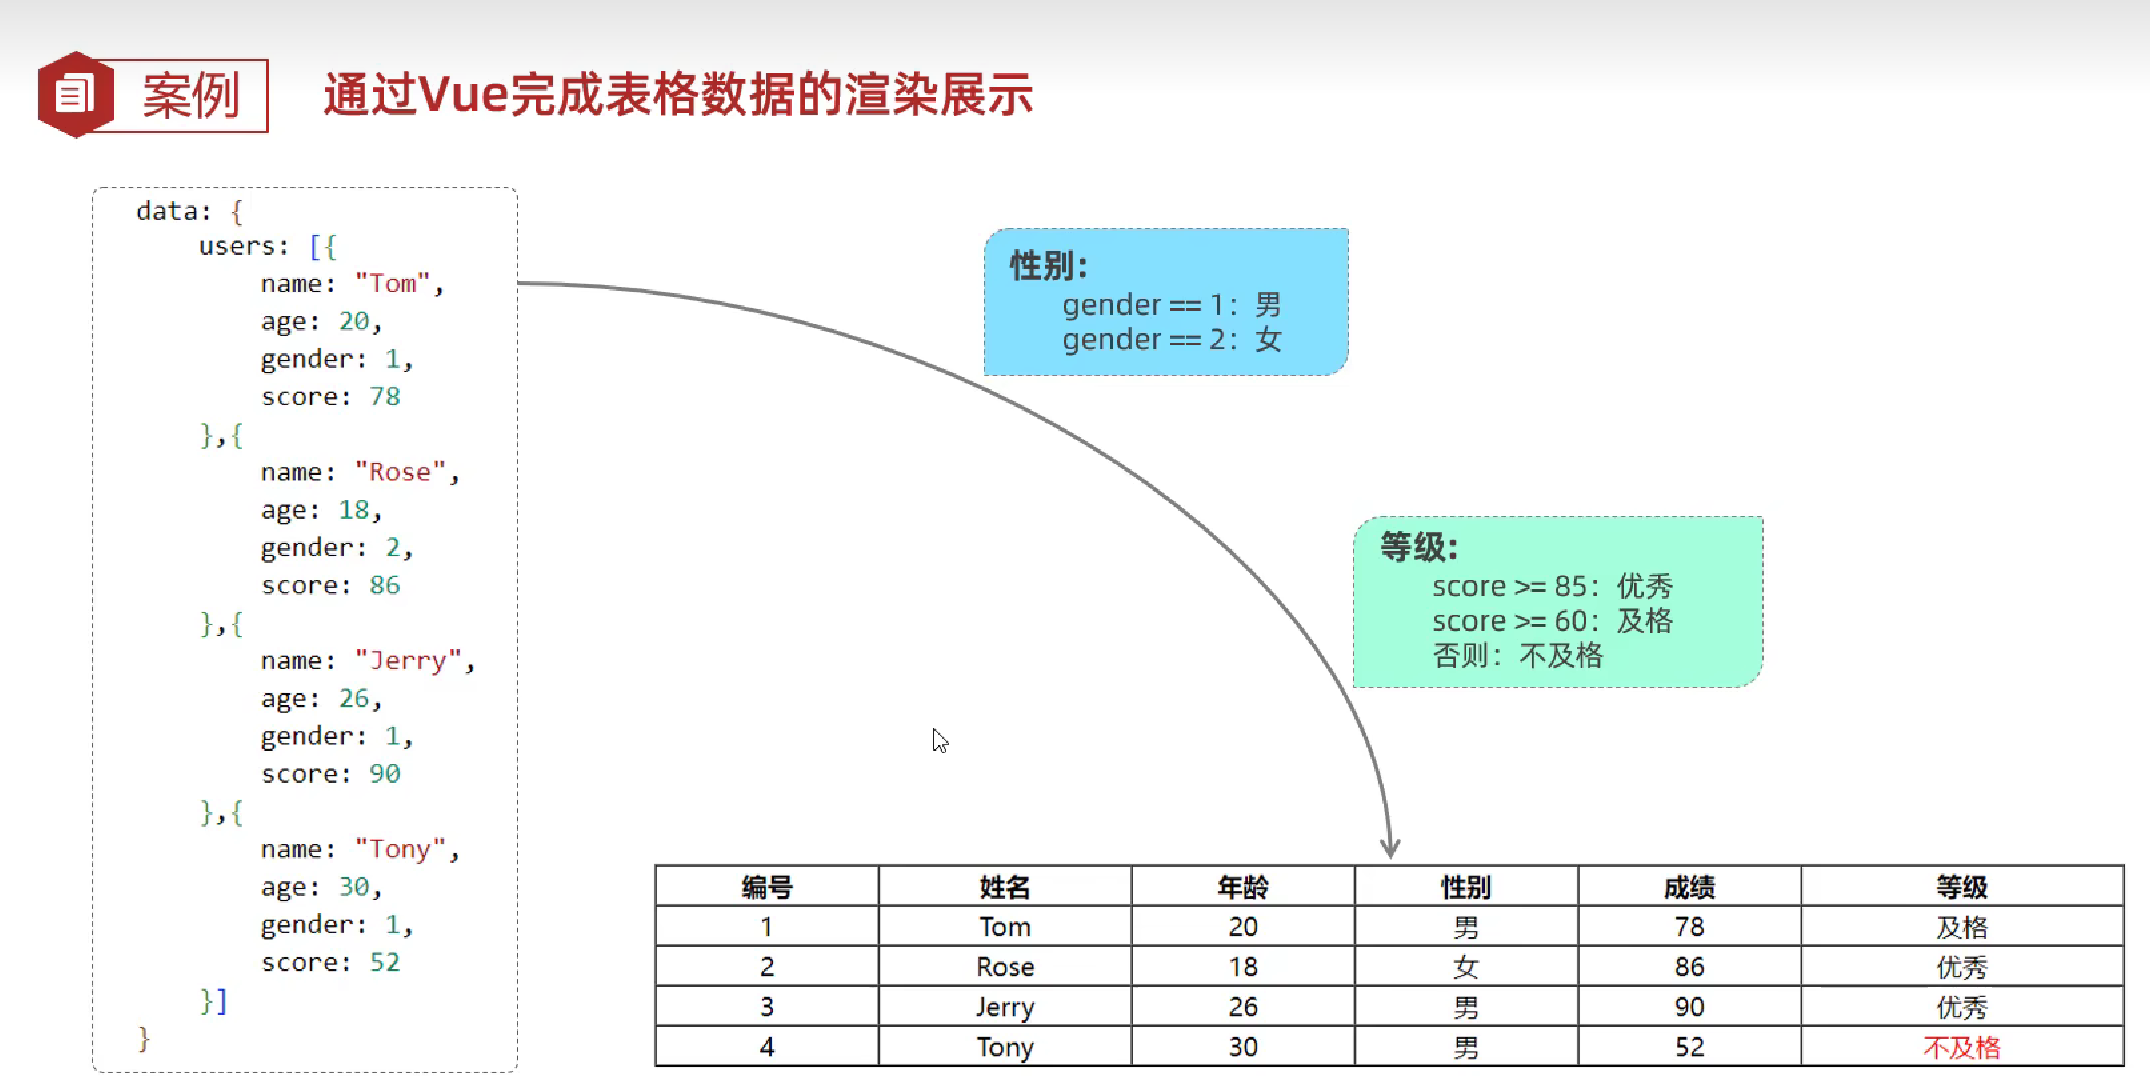 案例
通过Vue完成表格数据的渲染展示
data: {
users: [{
name: "Tom",
age: 20,
gender: 1,
score: 78
},{
name: "Rose",
age: 18,
gender: 2,
score: 86
},{
name: "Jerry",
age: 26,
gender: 1,
score: 90
},{
name: "Tony",
age: 30,
gender: 1,
score: 52
}]
}
性别：
gender == 1：男
gender == 2：女
等级：
score >= 85：优秀
score >= 60：及格
否则：不及格
编号 姓名 年龄 性别 成绩 等级
1 Tom 20 男 78 及格
2 Rose 18 女 86 优秀
3 Jerry 26 男 90 优秀
4 Tony 30 男 52 不及格